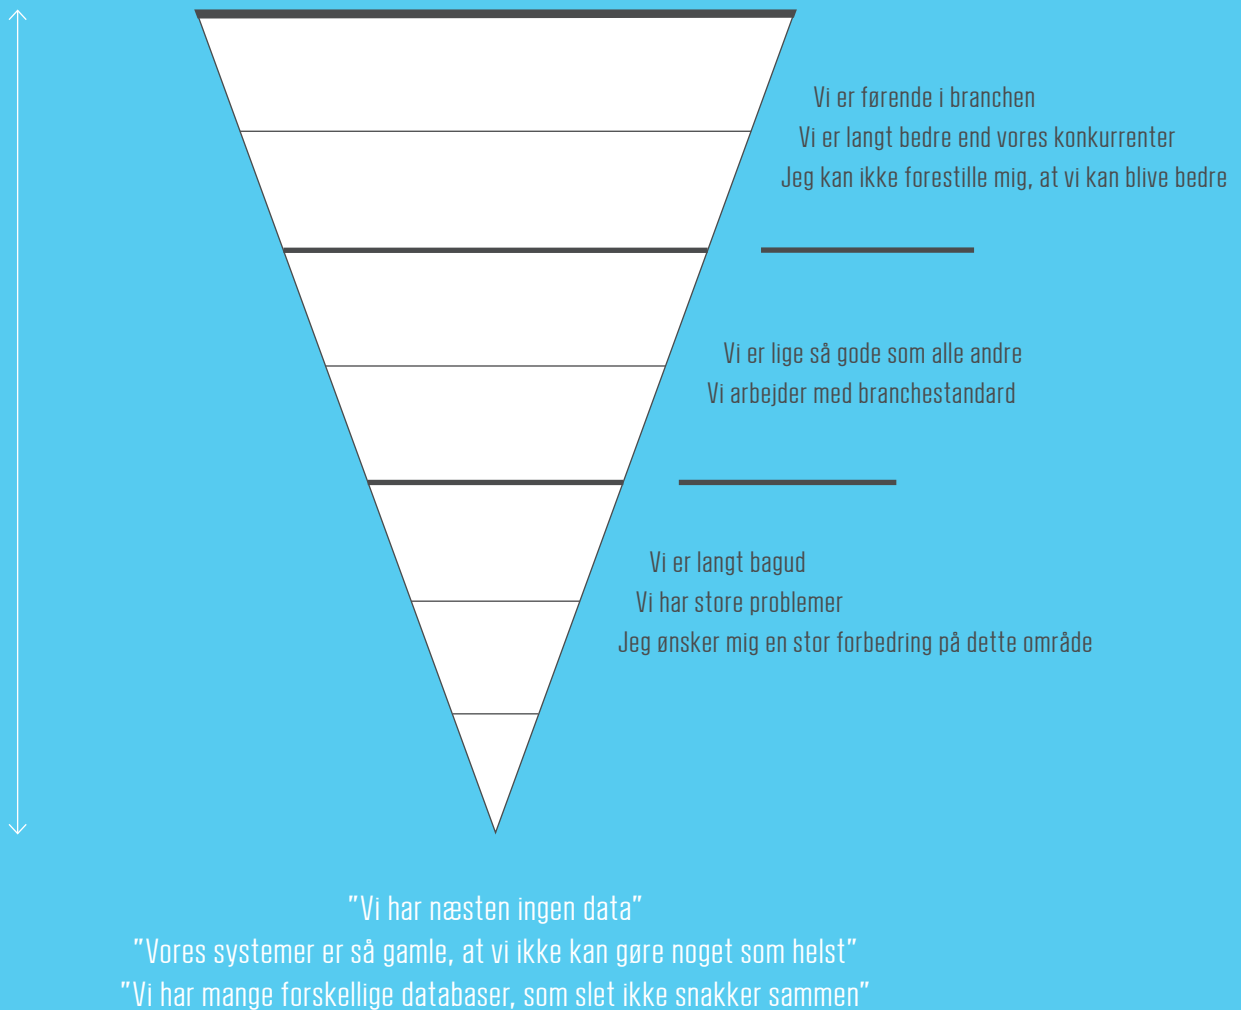 Vi er førende i branchen
Vi er langt bedre end vores konkurrenter
Jeg kan ikke forestille mig, at vi kan blive bedre
Vi er lige så gode som alle andre
Vi arbejder med branchestandard
Vi er langt bagud
Vi har store problemer
Jeg ønsker mig en stor forbedring på dette område
”Vi har næsten ingen data”
”Vores systemer er så gamle, at vi ikke kan gøre noget som helst”
”Vi har mange forskellige databaser, som slet ikke snakker sammen”